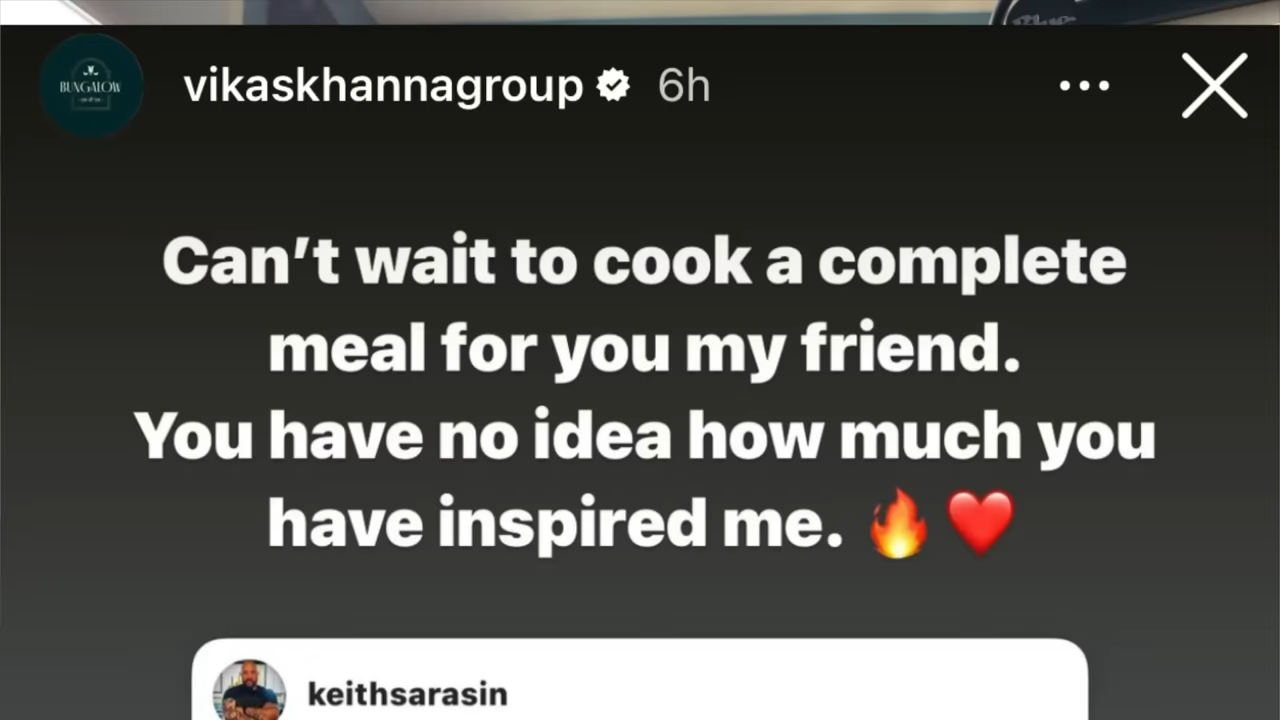 BUNGALOW
vikaskhannagroup 6h
Can’t wait to cook a complete
meal for you my friend.
You have no idea how much you
have inspired me. 🔥 ❤️
keithsarasin